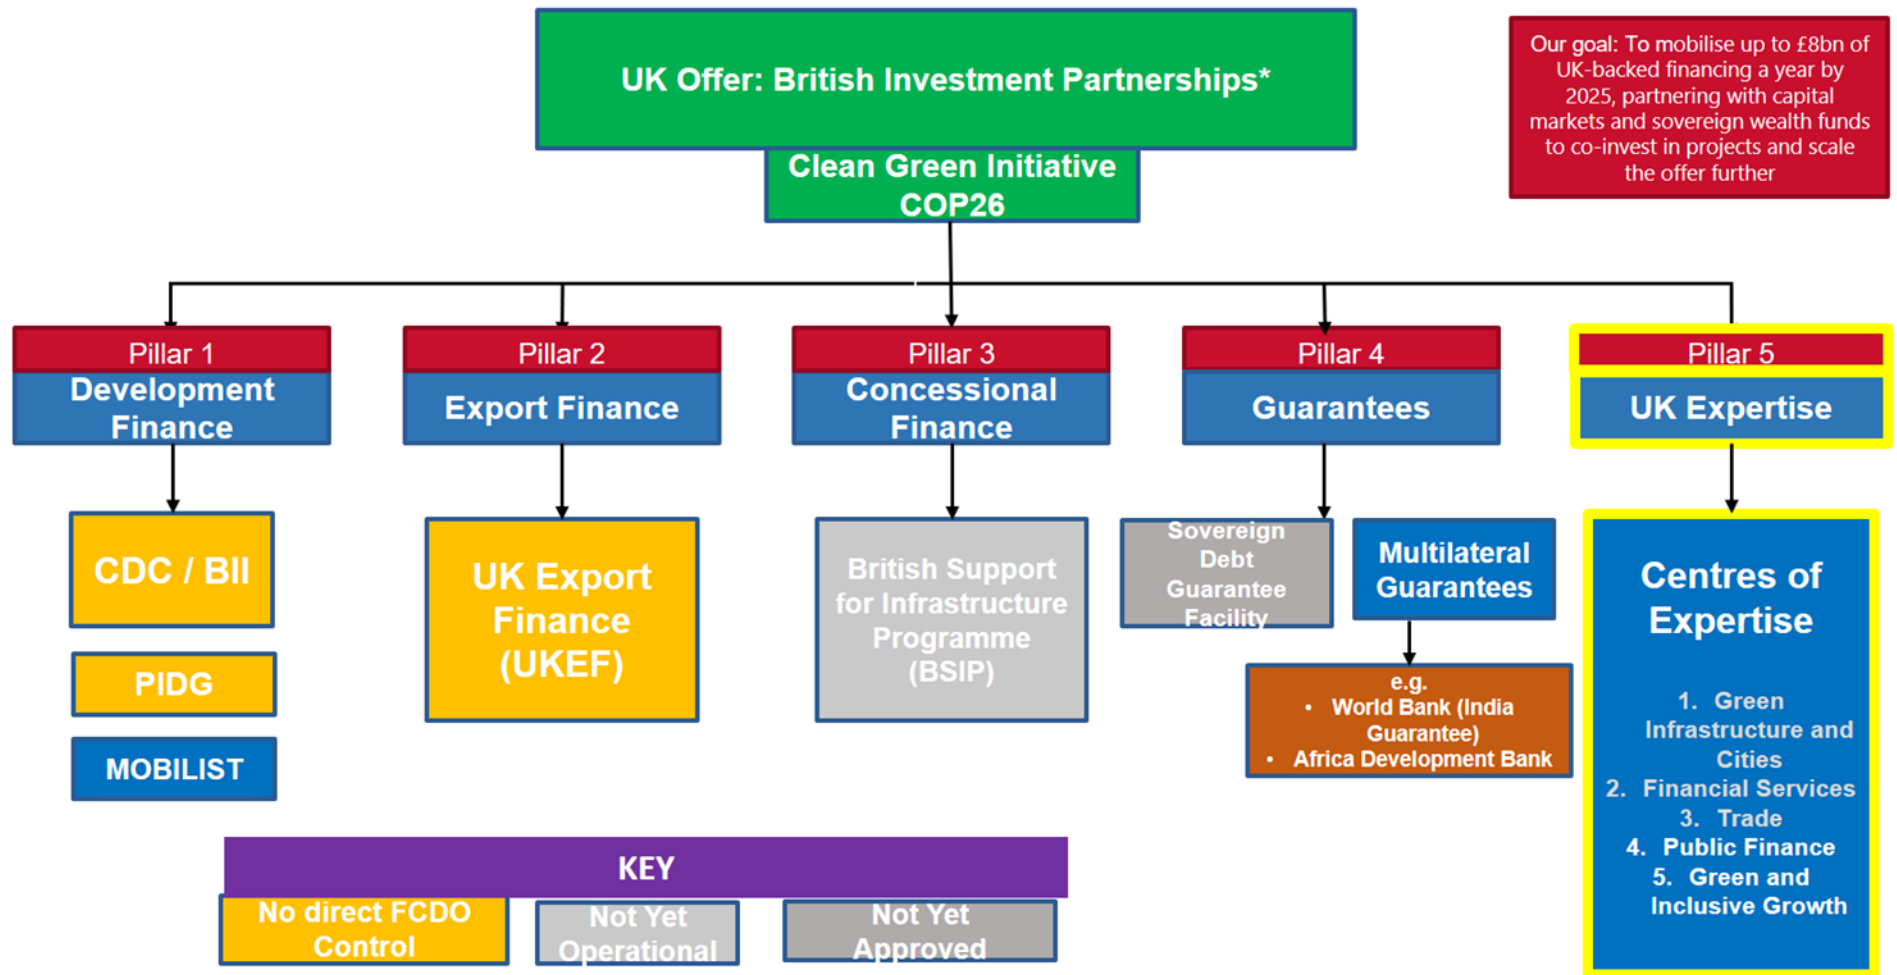 UK Offer: British Investment Partnerships*
Clean Green Initiative
COP26
Our goal: To mobilise up to £8bn of
UK-backed financing a year by
2025, partnering with capital
markets and sovereign wealth funds
to co-invest in projects and scale
the offer further
Pillar 1
Development
Finance
Pillar 2
Export Finance
Pillar 3
Concessional
Finance
Pillar 4
Guarantees
Pillar 5
UK Expertise
CDC / BII
PIDG
MOBILIST
UK Export
Finance
(UKEF)
British Support
for Infrastructure
Programme
(BSIP)
Sovereign
Debt
Guarantee
Facility
Multilateral
Guarantees
e.g.
• World Bank (India
Guarantee)
• Africa Development Bank
Centres of
Expertise
1. Green
Infrastructure and
Cities
2. Financial Services
3. Trade
4. Public Finance
5. Green and
Inclusive Growth
KEY
No direct FCDO
Control
Not Yet
Operational
Not Yet
Approved